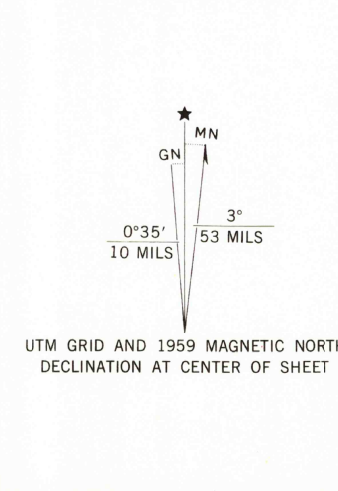 MN
GN
0°35′
10 MILS
3°
53 MILS
UTM GRID AND 1959 MAGNETIC NORTH
DECLINATION AT CENTER OF SHEET